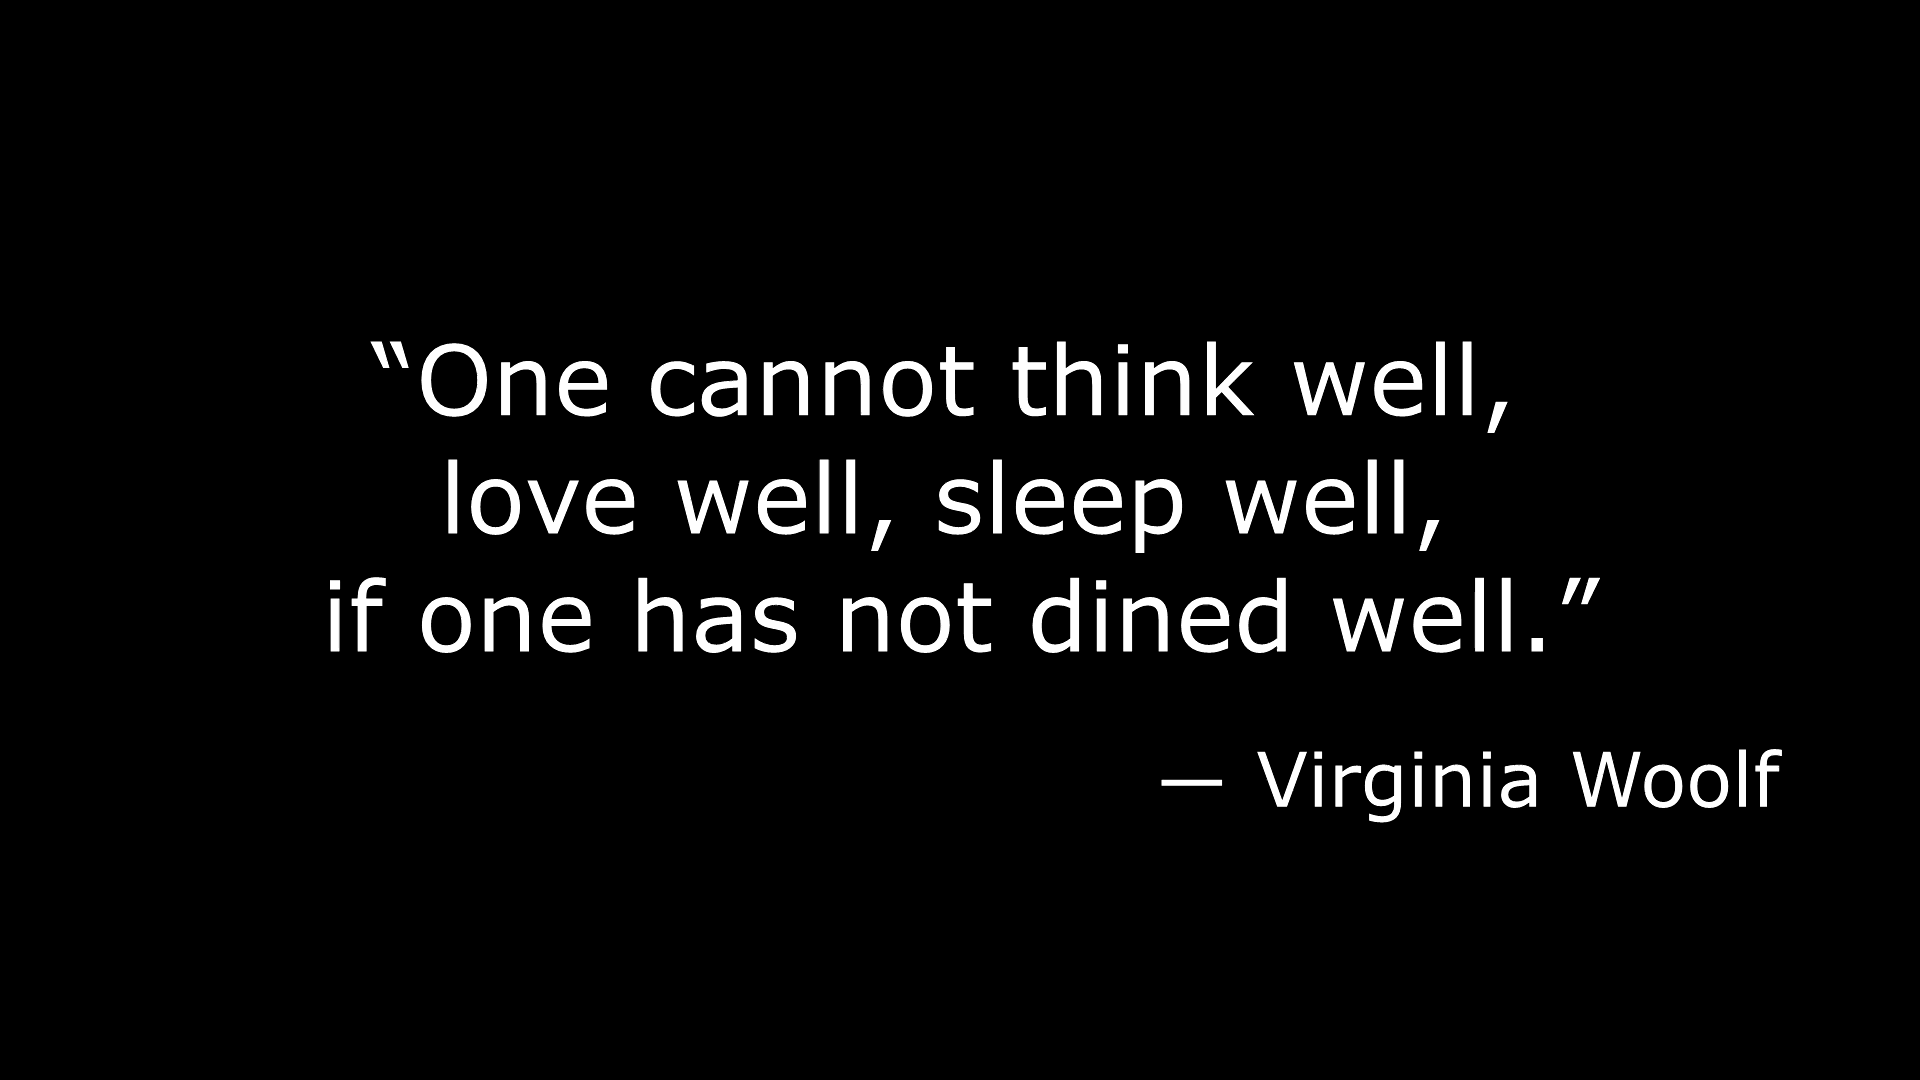 “One cannot think well,
love well, sleep well,
if one has not dined well.”
— Virginia Woolf